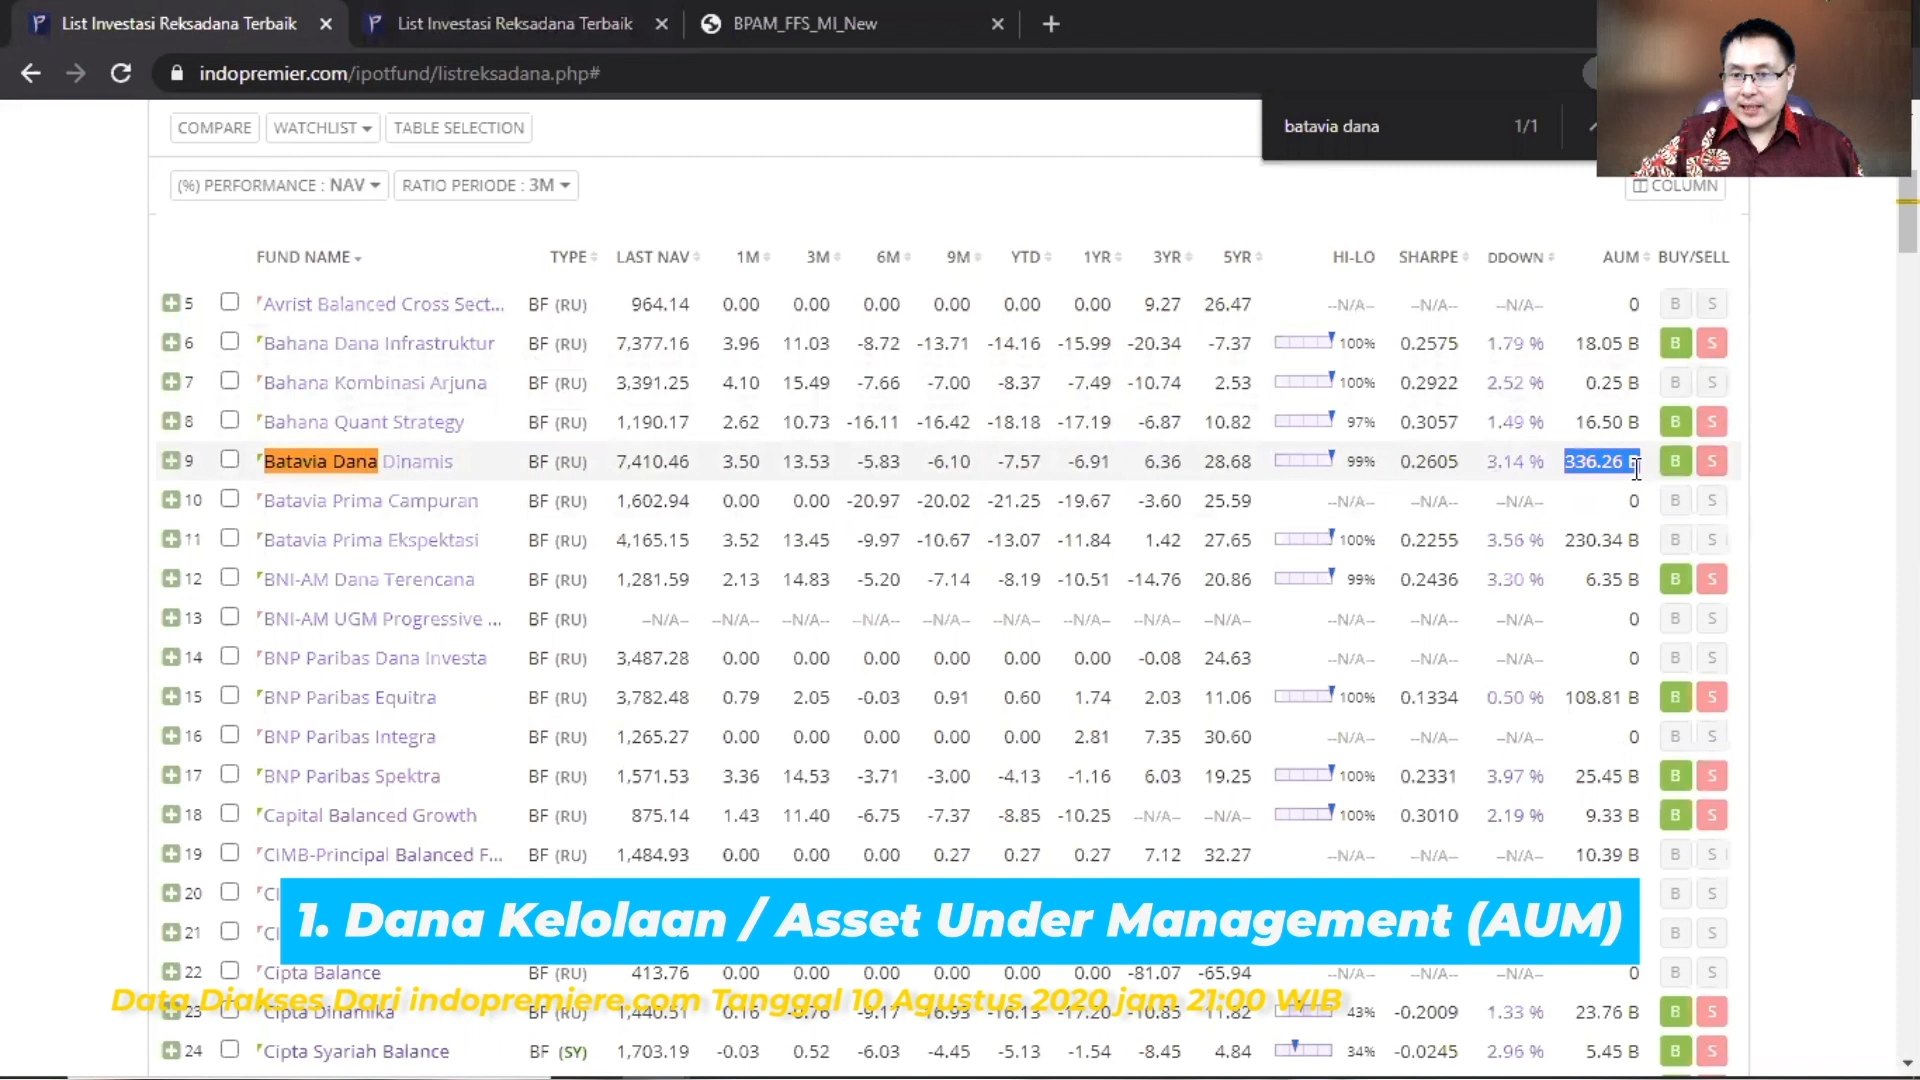 List Investasi Reksadana Terbaik
List Investasi Reksadana Terbaik
BPAM_FFS_MI_New
indopremier.com/ipotfund/listreksadana.php#
batavia dana 1/1
COMPARE WATCHLIST TABLE SELECTION
(%) PERFORMANCE : NAV RATIO PERIODE : 3M COLUMN
FUND NAME TYPE LAST NAV 1M 3M 6M 9M YTD 1YR 3YR 5YR HI-LO SHARPE DDOWN AUM BUY/SELL
5 Avrist Balanced Cross Sect... BF (RU) 964.14 0.00 0.00 0.00 0.00 0.00 0.00 9.27 26.47 --N/A-- --N/A-- --N/A-- 0 B S
6 Bahana Dana Infrastruktur BF (RU) 7,377.16 3.96 11.03 -8.72 -13.71 -14.16 -15.99 -20.34 -7.37 100% 0.2575 1.79 % 18.05 B B S
7 Bahana Kombinasi Arjuna BF (RU) 3,391.25 4.10 15.49 -7.66 -7.00 -8.37 -7.49 -10.74 2.53 100% 0.2922 2.52 % 0.25 B B S
8 Bahana Quant Strategy BF (RU) 1,190.17 2.62 10.73 -16.11 -16.42 -18.18 -17.19 -6.87 10.82 97% 0.3057 1.49 % 16.50 B B S
9 Batavia Dana Dinamis BF (RU) 7,410.46 3.50 13.53 -5.83 -6.10 -7.57 -6.91 6.36 28.68 99% 0.2605 3.14 % 336.26 B S
10 Batavia Prima Campuran BF (RU) 1,602.94 0.00 0.00 -20.97 -20.02 -21.25 -19.67 -3.60 25.59 --N/A-- --N/A-- --N/A-- 0 B S
11 Batavia Prima Ekspektasi BF (RU) 4,165.15 3.52 13.45 -9.97 -10.67 -13.07 -11.84 1.42 27.65 100% 0.2255 3.56 % 230.34 B B S
12 BNI-AM Dana Terencana BF (RU) 1,281.59 2.13 14.83 -5.20 -7.14 -8.19 -10.51 -14.76 20.86 99% 0.2436 3.30 % 6.35 B B S
13 BNI-AM UGM Progressive ... BF (RU) --N/A-- --N/A-- --N/A-- --N/A-- --N/A-- --N/A-- --N/A-- --N/A-- --N/A-- --N/A-- --N/A-- --N/A-- 0 B S
14 BNP Paribas Dana Investa BF (RU) 3,487.28 0.00 0.00 0.00 0.00 0.00 0.00 -0.08 24.63 --N/A-- --N/A-- --N/A-- 0 B S
15 BNP Paribas Equitra BF (RU) 3,782.48 0.79 2.05 -0.03 0.91 0.60 1.74 2.03 11.06 100% 0.1334 0.50 % 108.81 B B S
16 BNP Paribas Integra BF (RU) 1,265.27 0.00 0.00 0.00 0.00 0.00 2.81 7.35 30.60 --N/A-- --N/A-- --N/A-- 0 B S
17 BNP Paribas Spektra BF (RU) 1,571.53 3.36 14.53 -3.71 -3.00 -4.13 -1.16 6.03 19.25 100% 0.2331 3.97 % 25.45 B B S
18 Capital Balanced Growth BF (RU) 875.14 1.43 11.40 -6.75 -7.37 -8.85 -10.25 --N/A-- --N/A-- 100% 0.3010 2.19 % 9.33 B B S
19 CIMB-Principal Balanced F... BF (RU) 1,484.93 0.00 0.00 0.00 0.27 0.27 0.27 7.12 32.27 --N/A-- --N/A-- --N/A-- 10.39 B B S
20 B S
1. Dana Kelolaan / Asset Under Management (AUM)
21 B S
22 Cipta Balance BF (RU) 413.76 0.00 0.00 0.00 0.00 0.00 0.00 -81.07 -65.94 --N/A-- --N/A-- --N/A-- 0 B S
Data Diakses Dari indopremiere.com Tanggal 10 Agustus 2020 jam 21:00 WIB
23 Cipta Dinamika BF (RU) 1,440.51 43% -0.2009 1.33 % 23.76 B B S
24 Cipta Syariah Balance BF (SY) 1,703.19 -0.03 0.52 -6.03 -4.45 -5.13 -1.54 -8.45 4.84 34% -0.0245 2.96 % 5.45 B B S